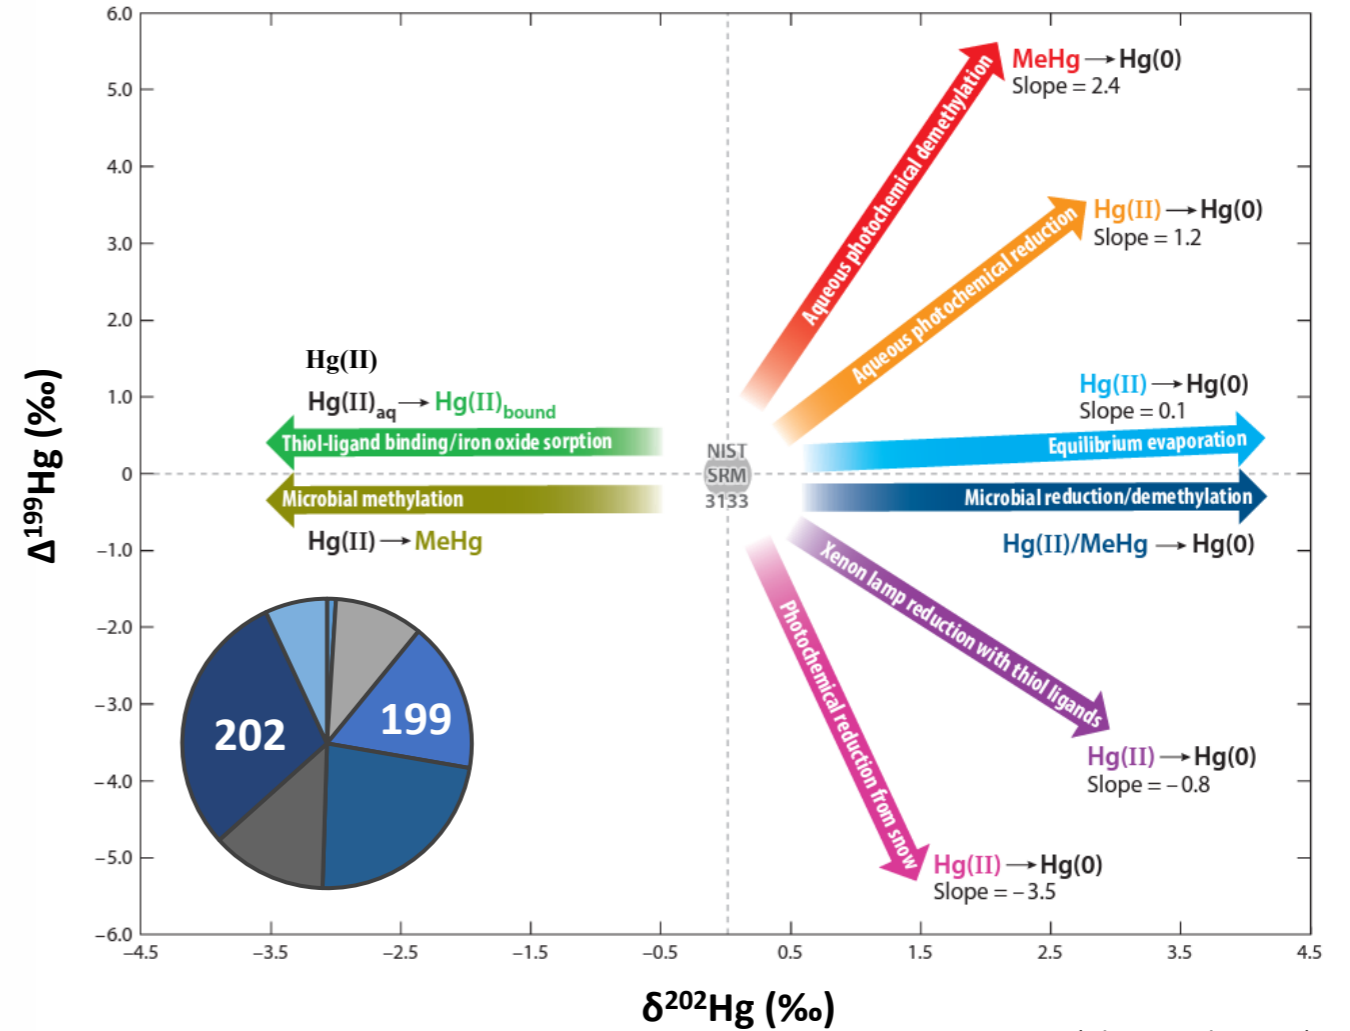 6.0
5.0
4.0
3.0
2.0
1.0
0
−1.0
−2.0
−3.0
−4.0
−5.0
−6.0
Δ¹⁹⁹Hg (‰)
MeHg → Hg(0)
Slope = 2.4
Aqueous photochemical demethylation
Hg(II) → Hg(0)
Slope = 1.2
Aqueous photochemical reduction
Hg(II)
Hg(II)aq → Hg(II)bound
Thiol-ligand binding/iron oxide sorption
Microbial methylation
Hg(II) → MeHg
NIST
SRM
3133
Hg(II) → Hg(0)
Slope = 0.1
Equilibrium evaporation
Microbial reduction/demethylation
Hg(II)/MeHg → Hg(0)
Xenon lamp reduction with thiol ligands
Hg(II) → Hg(0)
Slope = −0.8
Photochemical reduction from snow
Hg(II) → Hg(0)
Slope = −3.5
202
199
−4.5 −3.5 −2.5 −1.5 −0.5 0.5 1.5 2.5 3.5 4.5
δ²⁰²Hg (‰)